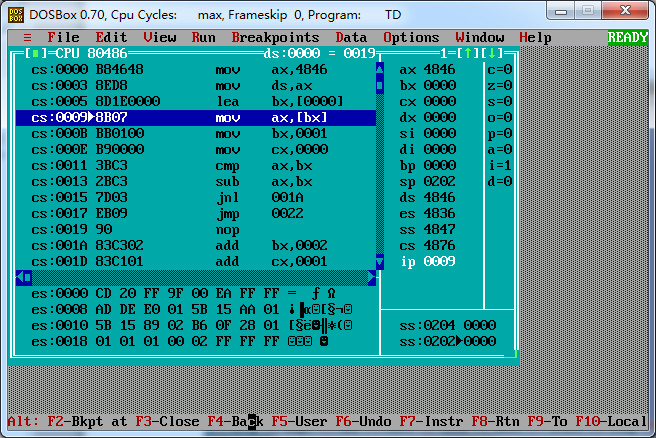 DOSBox 0.70, Cpu Cycles: max, Frameskip 0, Program: TD
≡ File Edit View Run Breakpoints Data Options Window Help READY
[■]=CPU 80486 ds:0000 = 0019 1=[↑][↓]
cs:0000 B84648 mov ax,4846 ax 4846 c=0
cs:0003 8ED8 mov ds,ax bx 0000 z=0
cs:0005 8D1E0000 lea bx,[0000] cx 0000 s=0
cs:0009►8B07 mov ax,[bx] dx 0000 o=0
cs:000B BB0100 mov bx,0001 si 0000 p=0
cs:000E B90000 mov cx,0000 di 0000 a=0
cs:0011 3BC3 cmp ax,bx bp 0000 i=1
cs:0013 2BC3 sub ax,bx sp 0202 d=0
cs:0015 7D03 jnl 001A ds 4846
cs:0017 EB09 jmp 0022 es 4836
cs:0019 90 nop ss 4847
cs:001A 83C302 add bx,0002 cs 4876
cs:001D 83C101 add cx,0001 ip 0009
es:0000 CD 20 FF 9F 00 EA FF FF = ƒ Ω
es:0008 AD DE E0 01 5B 15 AA 01 ¡▐α☺[§¬☺
es:0010 5B 15 89 02 B6 0F 28 01 [§ë☻╢☼(☺ ss:0204 0000
es:0018 01 01 01 00 02 FF FF FF ☺☺☺ ☻ ss:0202►0000
Alt: F2-Bkpt at F3-Close F4-Back F5-User F6-Undo F7-Instr F8-Rtn F9-To F10-Local